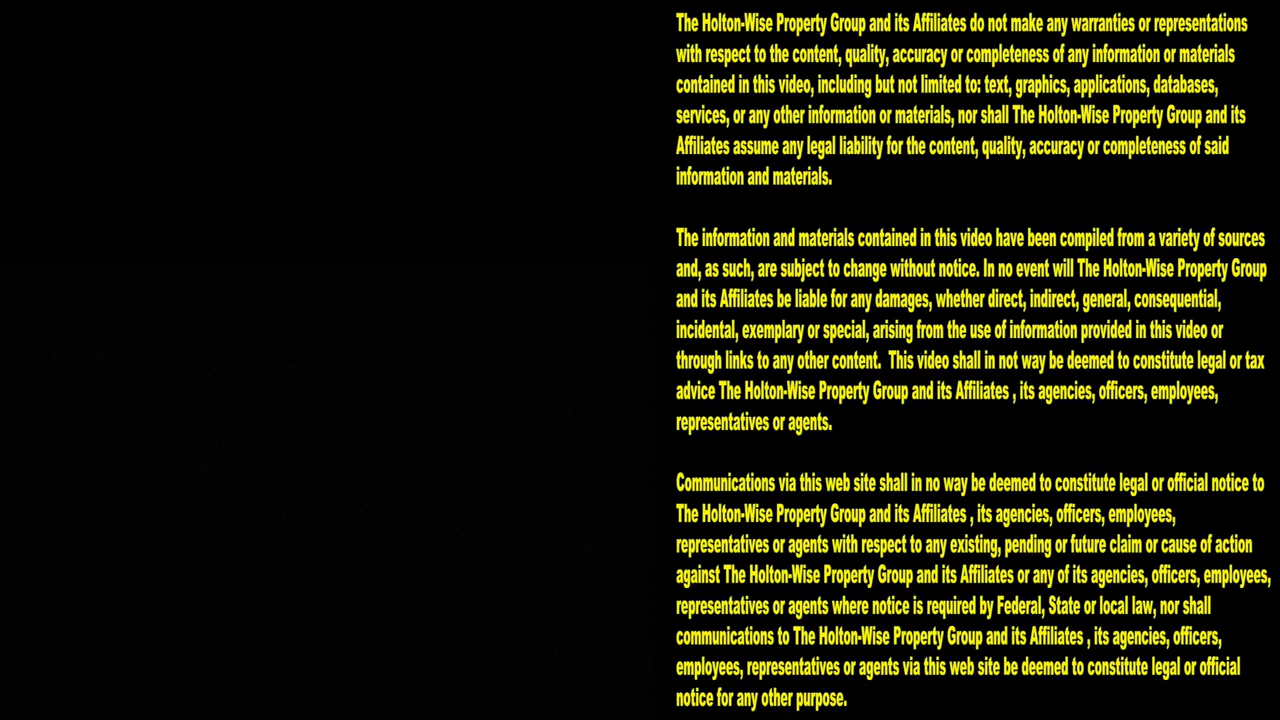 The Holton-Wise Property Group and its Affiliates do not make any warranties or representations
with respect to the content, quality, accuracy or completeness of any information or materials
contained in this video, including but not limited to: text, graphics, applications, databases,
services, or any other information or materials, nor shall The Holton-Wise Property Group and its
Affiliates assume any legal liability for the content, quality, accuracy or completeness of said
information and materials.
The information and materials contained in this video have been compiled from a variety of sources
and, as such, are subject to change without notice. In no event will The Holton-Wise Property Group
and its Affiliates be liable for any damages, whether direct, indirect, general, consequential,
incidental, exemplary or special, arising from the use of information provided in this video or
through links to any other content.  This video shall in not way be deemed to constitute legal or tax
advice The Holton-Wise Property Group and its Affiliates , its agencies, officers, employees,
representatives or agents.
Communications via this web site shall in no way be deemed to constitute legal or official notice to
The Holton-Wise Property Group and its Affiliates , its agencies, officers, employees,
representatives or agents with respect to any existing, pending or future claim or cause of action
against The Holton-Wise Property Group and its Affiliates or any of its agencies, officers, employees,
representatives or agents where notice is required by Federal, State or local law, nor shall
communications to The Holton-Wise Property Group and its Affiliates , its agencies, officers,
employees, representatives or agents via this web site be deemed to constitute legal or official
notice for any other purpose.